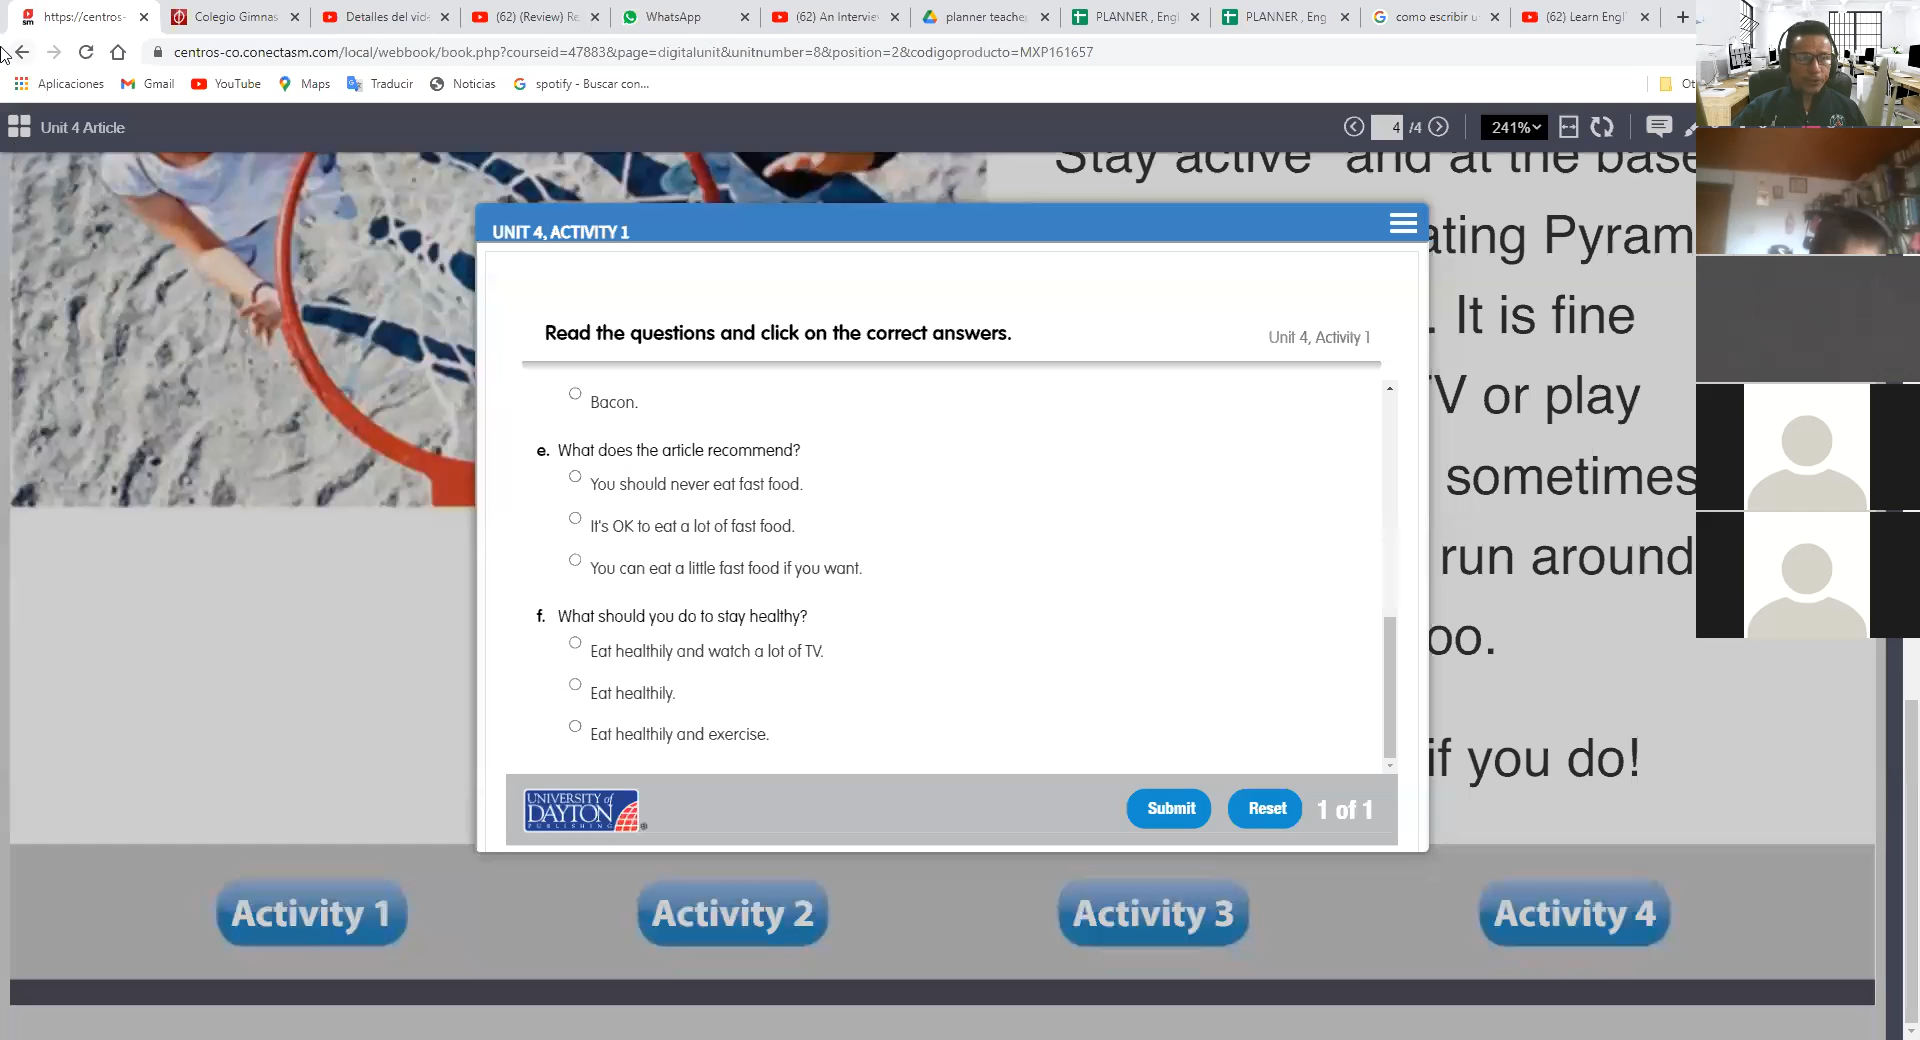 https://centros-
Colegio Gimnas
Detalles del vid
(62) (Review) Re
WhatsApp
(62) An Intervie
planner teache
PLANNER , Engl
PLANNER , Eng
como escribir u
(62) Learn Engl
centros-co.conectasm.com/local/webbook/book.php?courseid=47883&page=digitalunit&unitnumber=8&position=2&codigoproducto=MXP161657
Aplicaciones
Gmail
YouTube
Maps
Traducir
Noticias
spotify - Buscar con...
Ot
Unit 4 Article
4 /4
241%
"Stay active" and at the base
ating Pyram
. It is fine
TV or play
sometimes
run around
oo.
if you do!
UNIT 4, ACTIVITY 1
Read the questions and click on the correct answers.
Unit 4, Activity 1
Bacon.
e. What does the article recommend?
You should never eat fast food.
It's OK to eat a lot of fast food.
You can eat a little fast food if you want.
f. What should you do to stay healthy?
Eat healthily and watch a lot of TV.
Eat healthily.
Eat healthily and exercise.
UNIVERSITY of
DAYTON
PUBLISHING
Submit
Reset
1 of 1
Activity 1
Activity 2
Activity 3
Activity 4